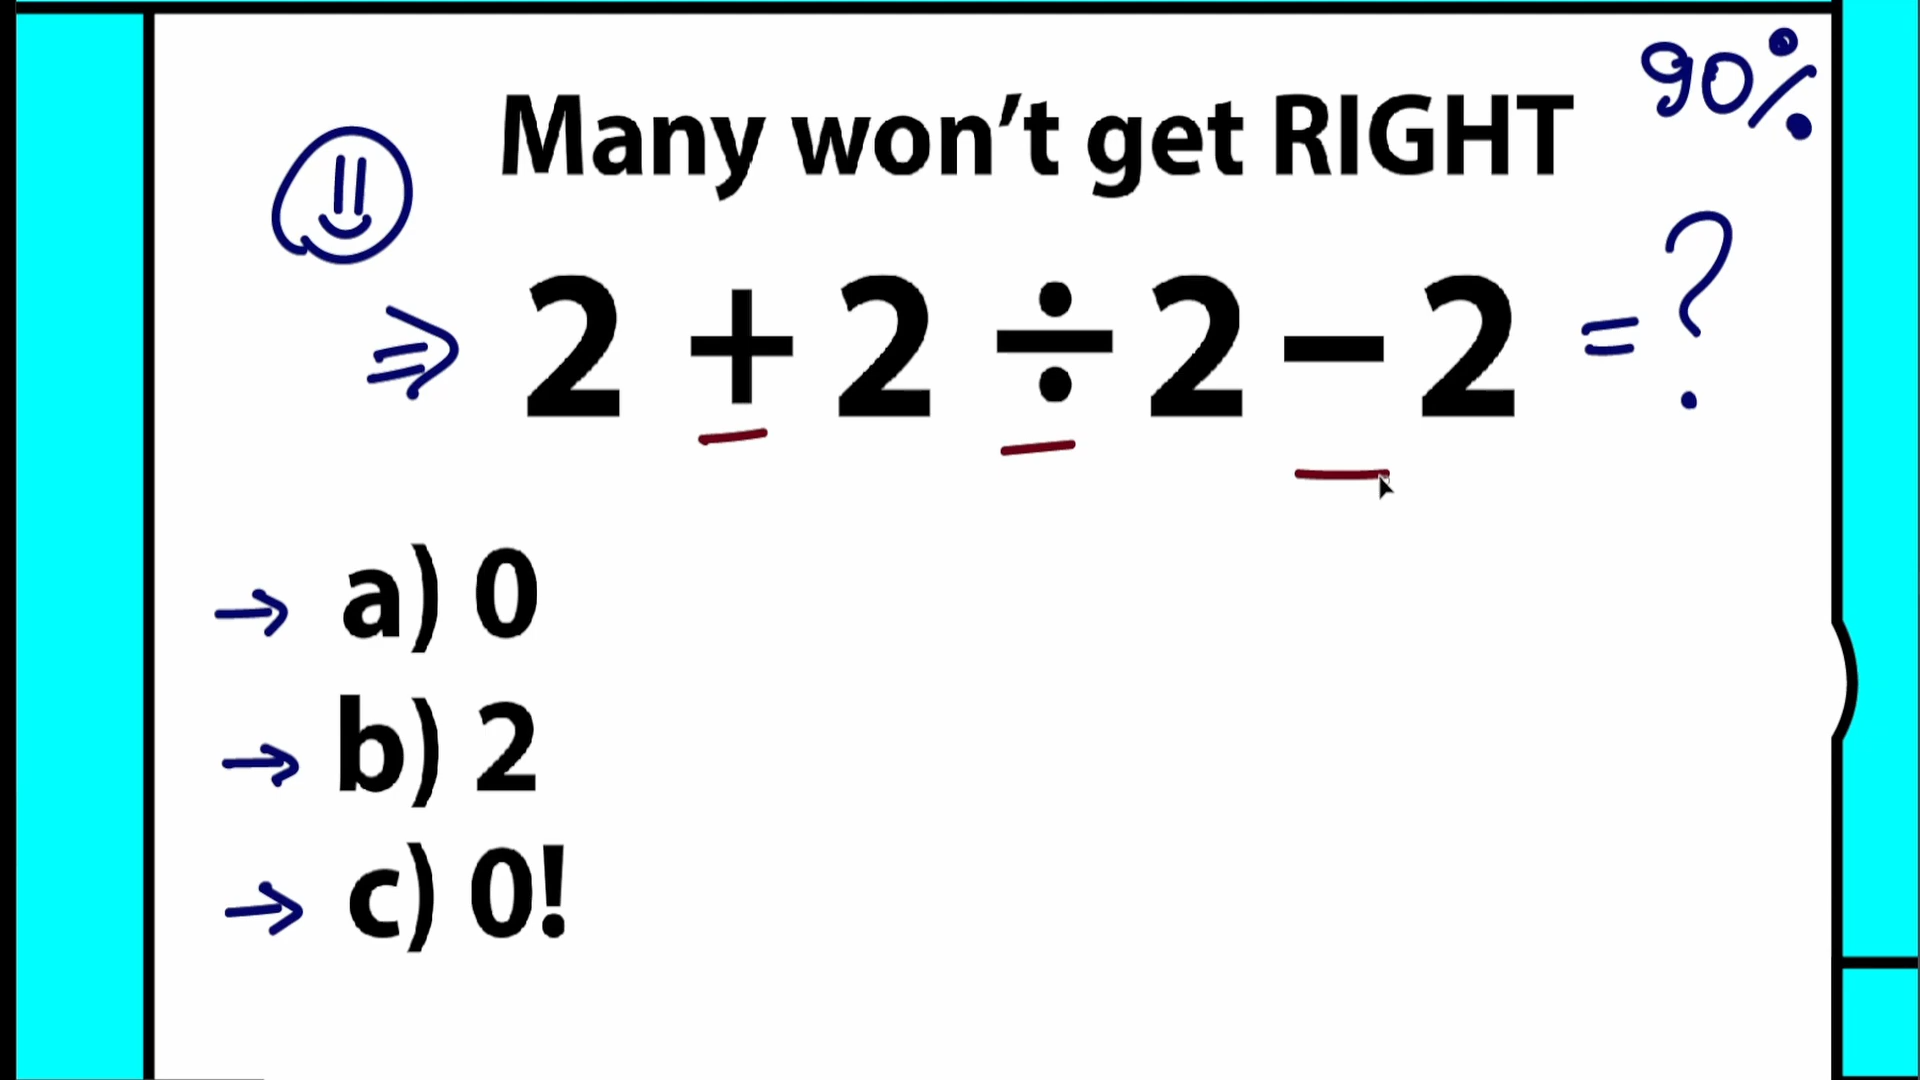 90%
Many won’t get RIGHT
⇒ 2 + 2 ÷ 2 − 2 = ?
→ a) 0
→ b) 2
→ c) 0!